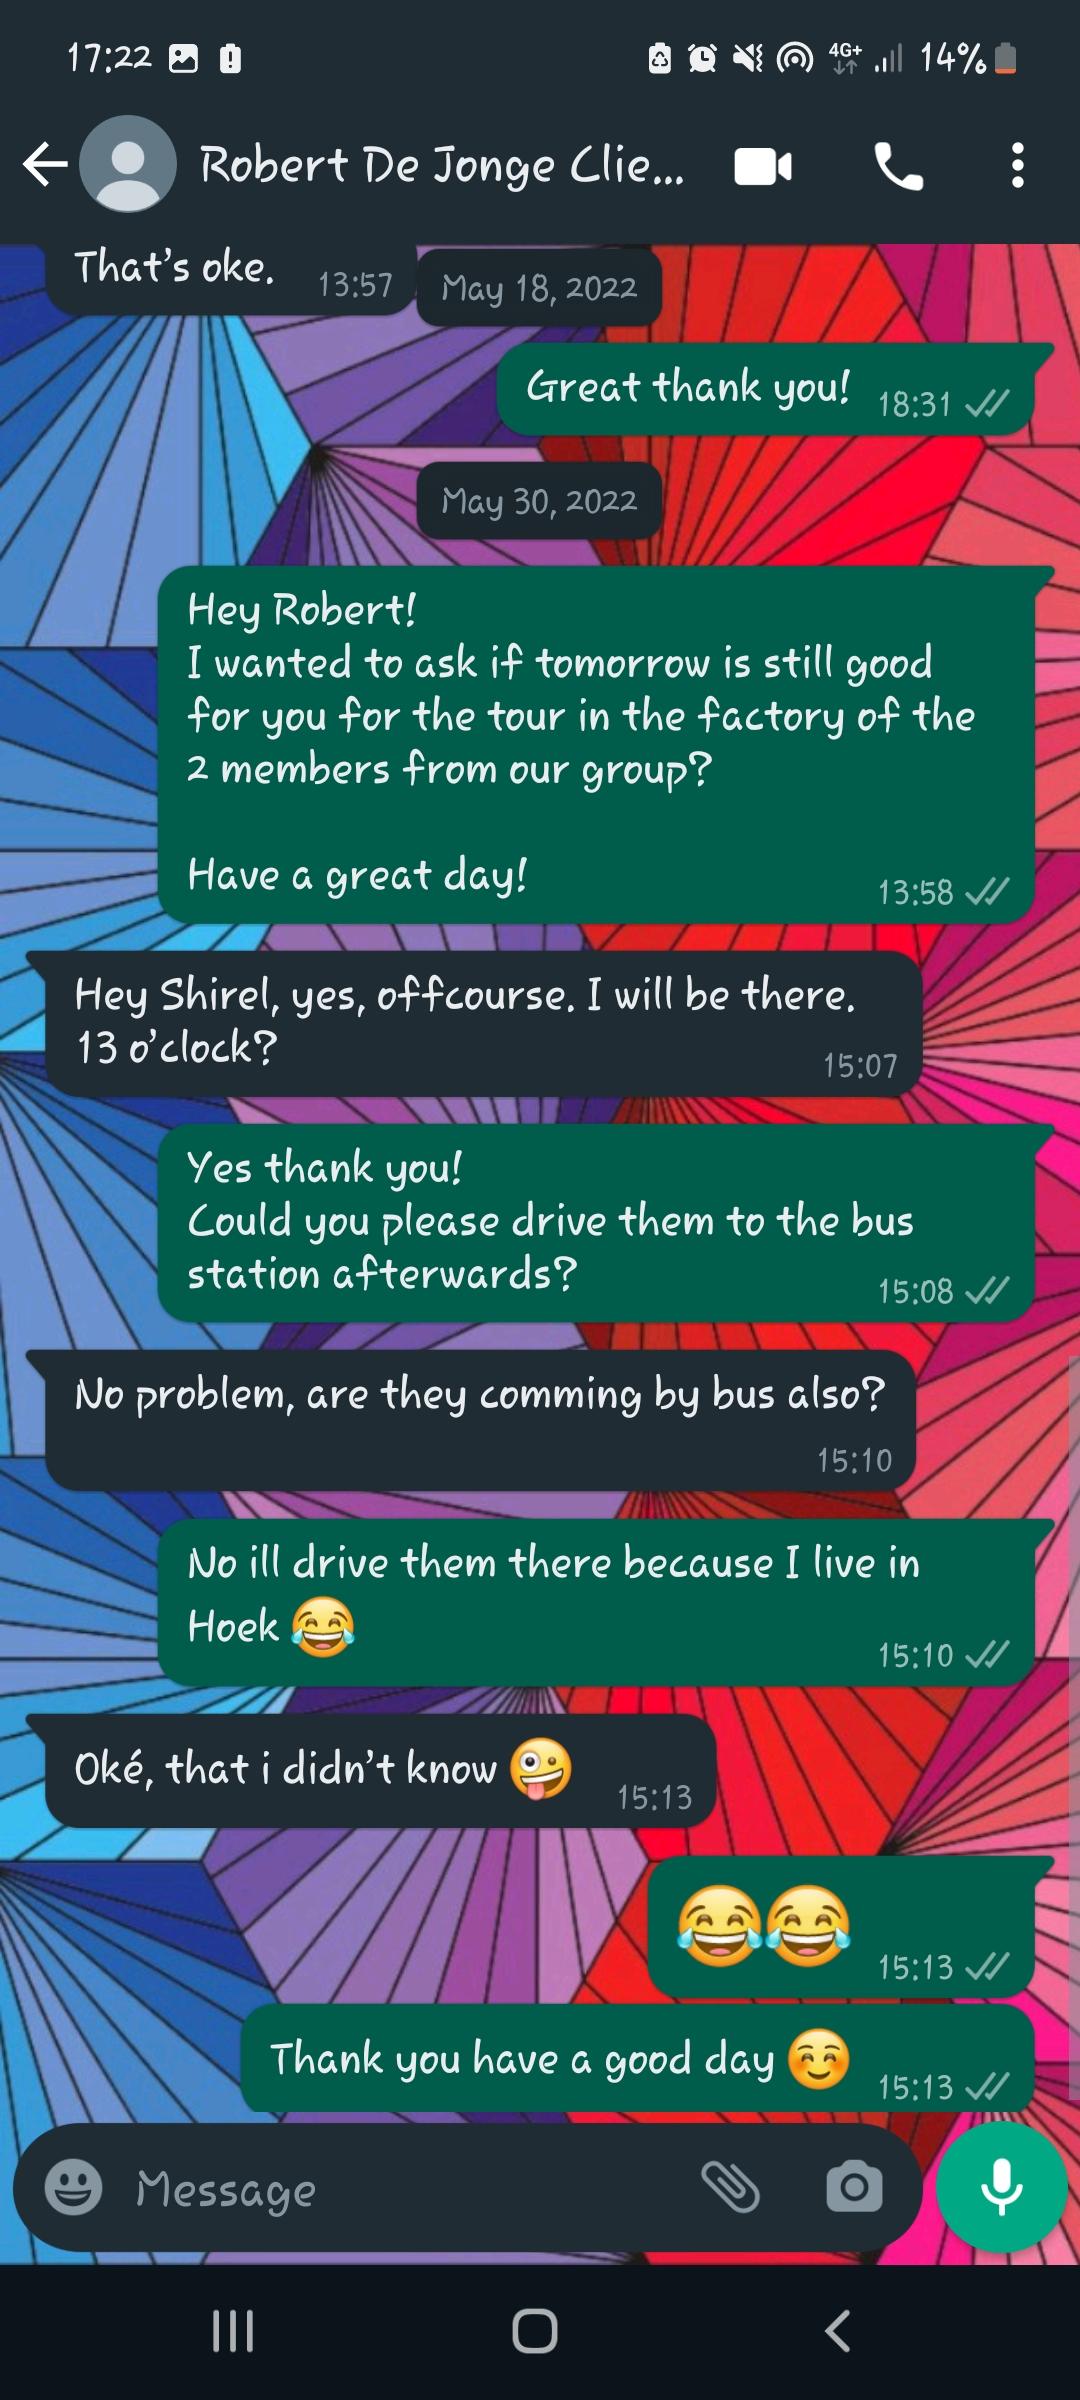 17:22
4G+
14%
Robert De Jonge Clie...
That's oke. 13:57
May 18, 2022
Great thank you! 18:31
May 30, 2022
Hey Robert!
I wanted to ask if tomorrow is still good
for you for the tour in the factory of the
2 members from our group?
Have a great day!
13:58
Hey Shirel, yes, offcourse. I will be there.
13 o'clock?
15:07
Yes thank you!
Could you please drive them to the bus
station afterwards?
15:08
No problem, are they comming by bus also?
15:10
No ill drive them there because I live in
Hoek 😂
15:10
Oké, that i didn't know 🤪 15:13
😂😂 15:13
Thank you have a good day ☺️ 15:13
Message